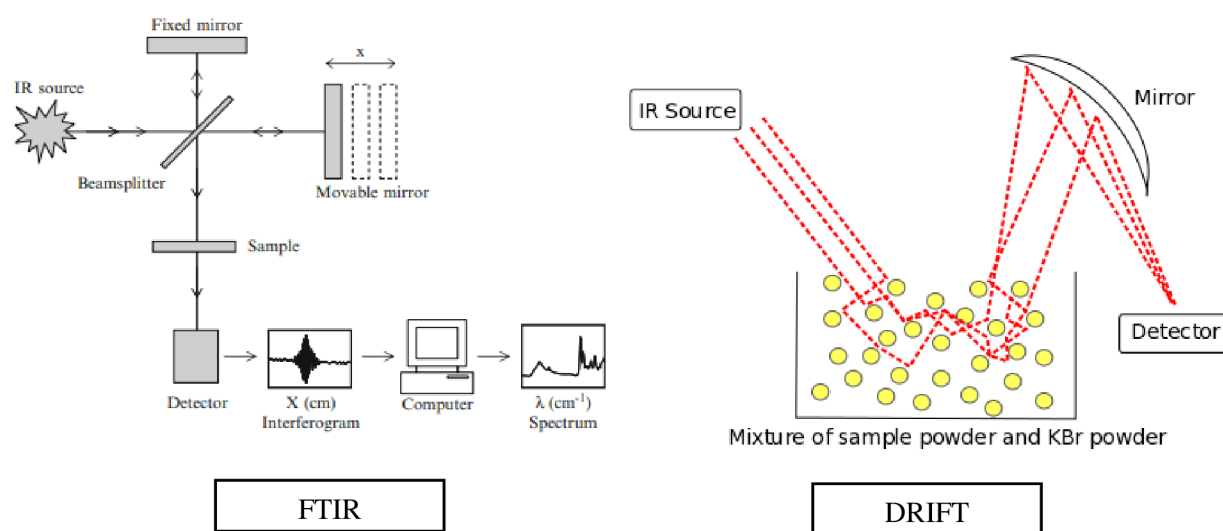 Fixed mirror
x
IR source
Beamsplitter
Movable mirror
Sample
Detector
X (cm)
Interferogram
Computer
λ (cm⁻¹)
Spectrum
FTIR
IR Source
Mirror
Detector
Mixture of sample powder and KBr powder
DRIFT